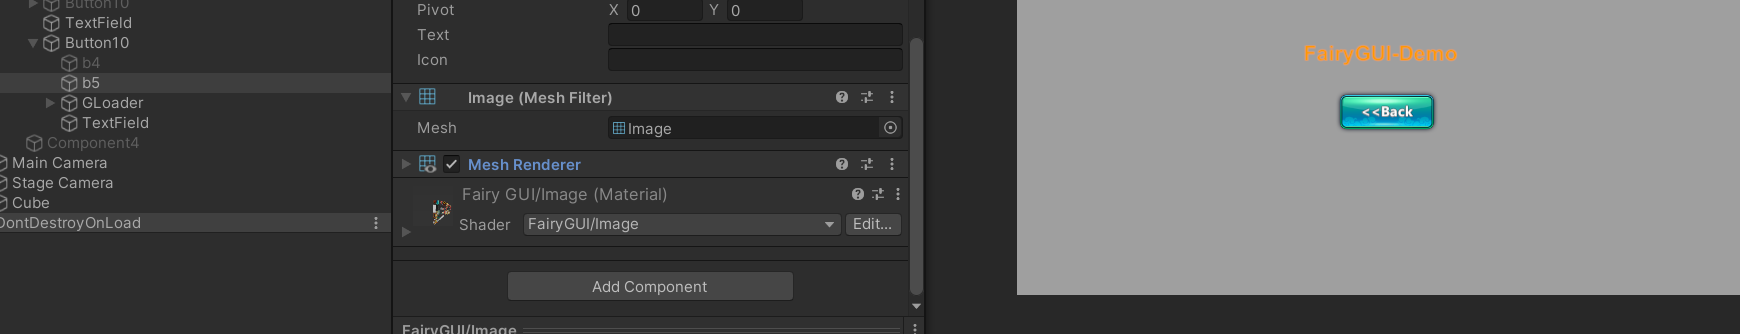 Button10
TextField
Button10
b4
b5
GLoader
TextField
Component4
Main Camera
Stage Camera
Cube
DontDestroyOnLoad
Pivot X 0 Y 0
Text
Icon
Image (Mesh Filter)
Mesh Image
Mesh Renderer
Fairy GUI/Image (Material)
Shader FairyGUI/Image Edit...
Add Component
FairyGUI/Image
FairyGUI-Demo
<<Back